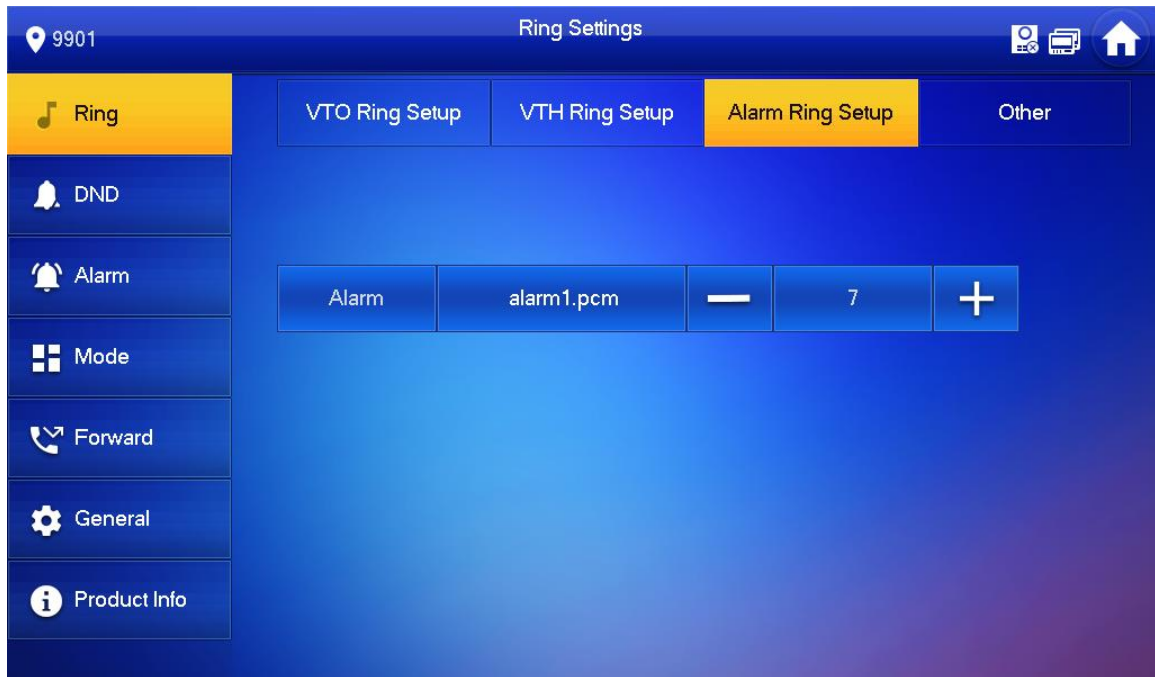 9901
Ring Settings
Ring
VTO Ring Setup
VTH Ring Setup
Alarm Ring Setup
Other
DND
Alarm
Alarm
alarm1.pcm
7
Mode
Forward
General
Product Info